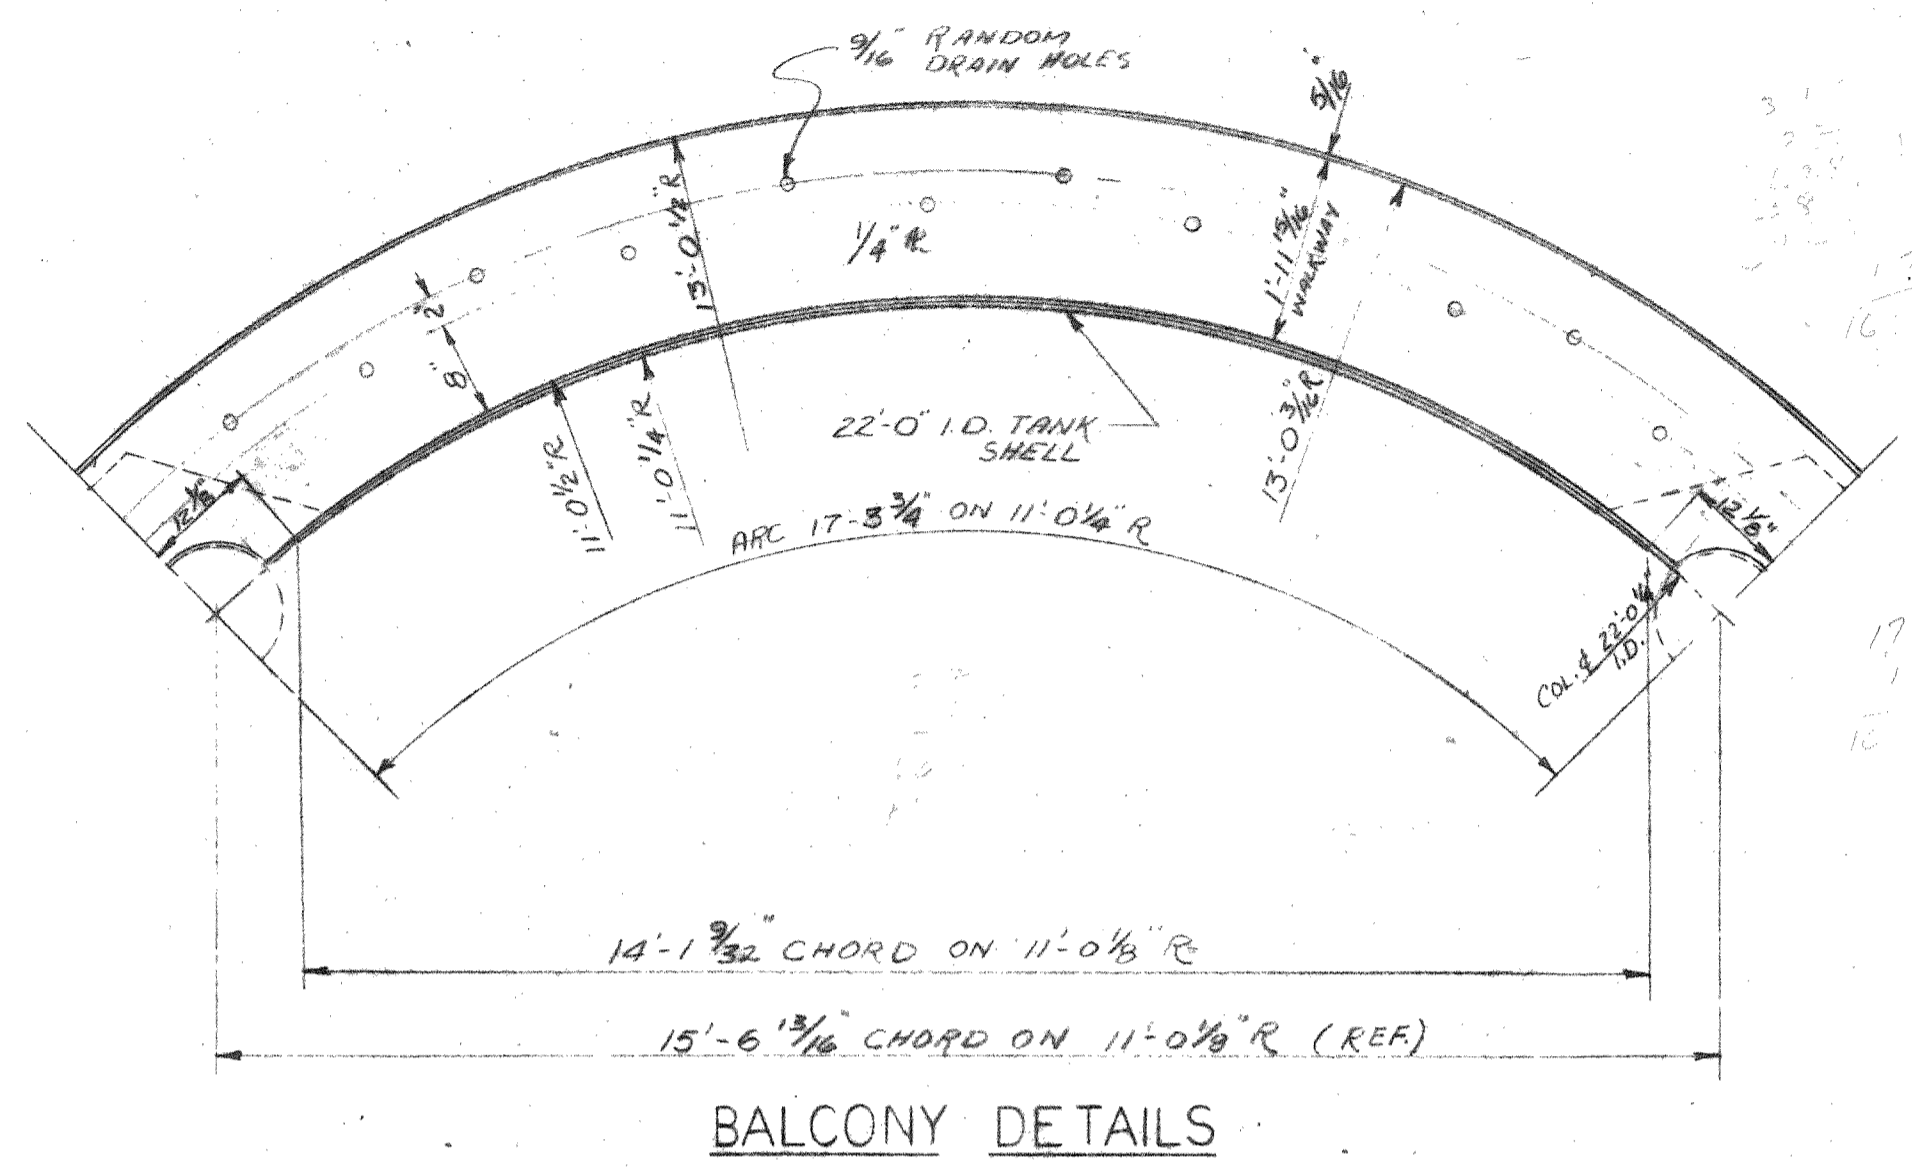 9/16" RANDOM
DRAIN HOLES
5/16"
13'-0 1/2" R
1/4" ℄
1'-11 15/16"
WALKWAY
2"
8"
13'-0 3/16" R
22'-0" I.D. TANK
SHELL
11'-0 1/2" R
11'-0 1/4" R
12 1/8"
12 1/8"
ARC 17-3 3/4" ON 11'-0 1/4" R
COL. ℄ 22'-0 1/4"
I.D.
14'-1 9/32" CHORD ON 11'-0 1/8" R
15'-6 13/16" CHORD ON 11'-0 1/8" R (REF.)
BALCONY DETAILS